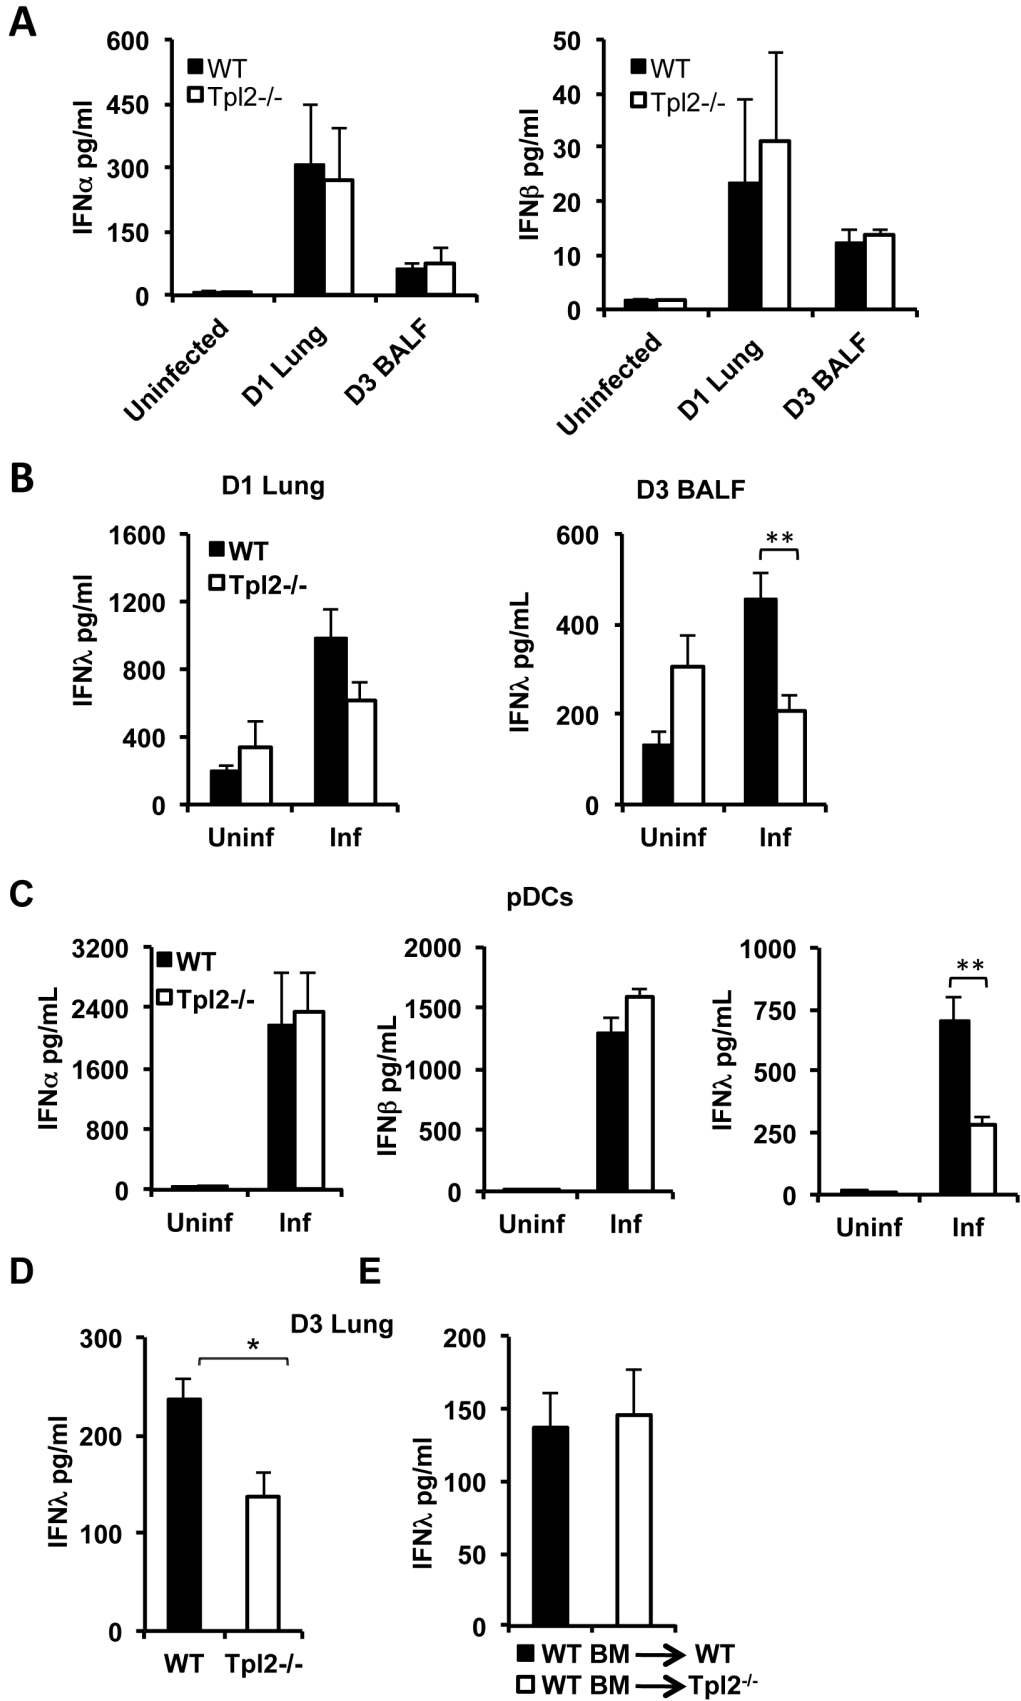 A
600
450
300
150
0
IFNα pg/ml
WT
Tpl2-/-
Uninfected
D1 Lung
D3 BALF
50
40
30
20
10
0
IFNβ pg/ml
WT
Tpl2-/-
Uninfected
D1 Lung
D3 BALF
B
D1 Lung
1600
1200
800
400
0
IFNλ pg/ml
WT
Tpl2-/-
Uninf
Inf
D3 BALF
600
400
200
0
IFNλ pg/mL
**
Uninf
Inf
C
pDCs
3200
2400
1600
800
0
IFNα pg/mL
WT
Tpl2-/-
Uninf
Inf
2000
1500
1000
500
0
IFNβ pg/mL
Uninf
Inf
1000
750
500
250
0
IFNλ pg/mL
**
Uninf
Inf
D
E
D3 Lung
300
200
100
0
IFNλ pg/ml
*
WT
Tpl2-/-
200
150
100
50
0
IFNλ pg/ml
WT BM → WT
WT BM → Tpl2-/-